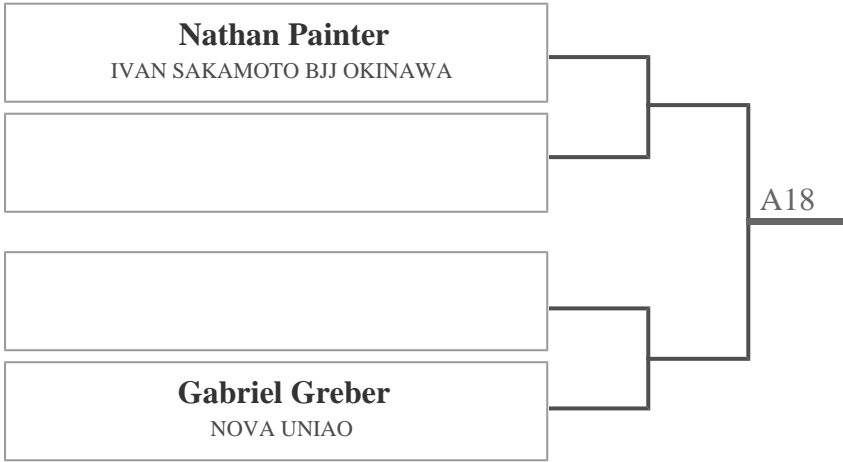 Nathan Painter
IVAN SAKAMOTO BJJ OKINAWA
A18
Gabriel Greber
NOVA UNIAO